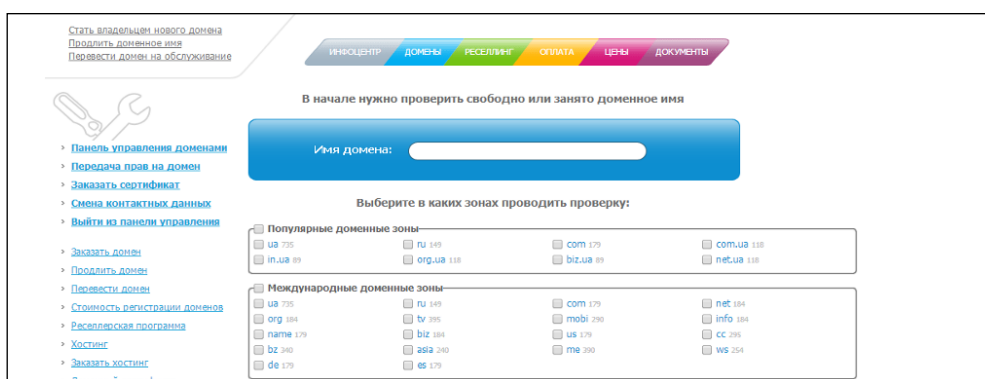 Стать владельцем нового домена
Продлить доменное имя
Перевести домен на обслуживание
ИНФОЦЕНТР ДОМЕНЫ РЕСЕЛЛИНГ ОПЛАТА ЦЕНЫ ДОКУМЕНТЫ
В начале нужно проверить свободно или занято доменное имя
Имя домена:
Панель управления доменами
Передача прав на домен
Заказать сертификат
Смена контактных данных
Выйти из панели управления
Заказать домен
Продлить домен
Перевести домен
Стоимость регистрации доменов
Реселлерская программа
Хостинг
Заказать хостинг
Выберите в каких зонах проводить проверку:
Популярные доменные зоны
ua 735 ru 149 com 179 com.ua 118
in.ua 89 org.ua 118 biz.ua 89 net.ua 118
Международные доменные зоны
ua 735 ru 149 com 179 net 184
org 184 tv 395 mobi 290 info 184
name 179 biz 184 us 179 cc 295
bz 340 asia 240 me 390 ws 254
de 179 es 179